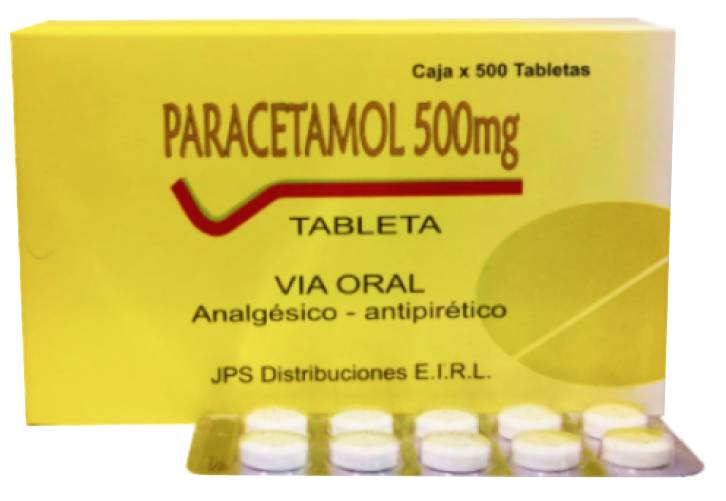 Caja x 500 Tabletas
PARACETAMOL 500mg
TABLETA
VIA ORAL
Analgésico - antipirético
JPS Distribuciones E.I.R.L.